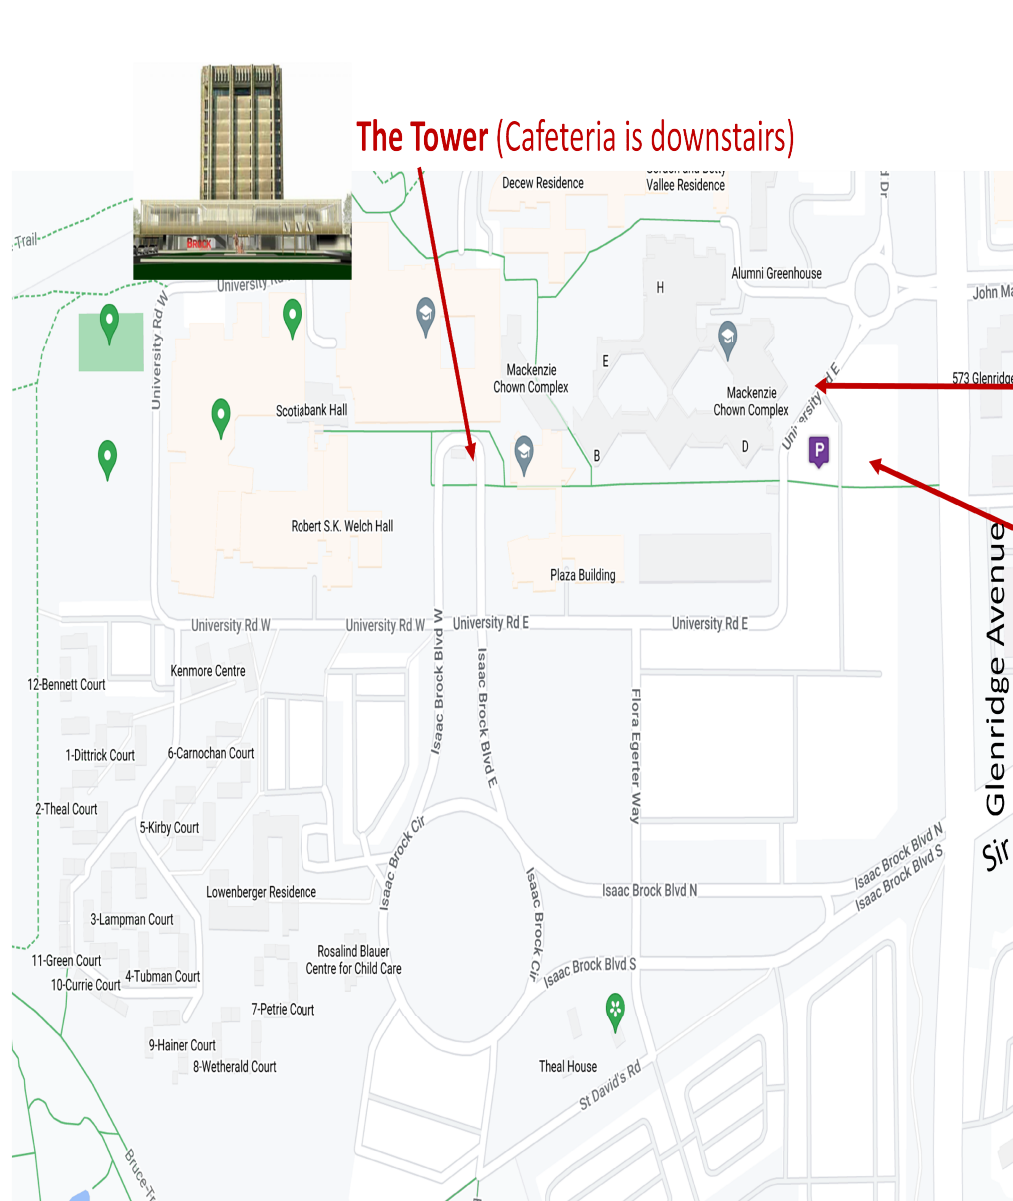 The Tower (Cafeteria is downstairs)
Decew Residence
Vallee Residence
BROCK
-Trail
University Rd W
Alumni Greenhouse
H
John Ma
University Rd W
E
Mackenzie
Chown Complex
573 Glenridge
Scotiabank Hall
Mackenzie
Chown Complex
University Rd E
B
D
P
Robert S.K. Welch Hall
Plaza Building
Glenridge Avenue
University Rd W
University Rd W
University Rd E
University Rd E
Kenmore Centre
12-Bennett Court
Isaac Brock Blvd W
Isaac Brock Blvd E
Flora Egerter Way
1-Dittrick Court
6-Carnochan Court
2-Theal Court
5-Kirby Court
Isaac Brock Cir
Sir
Isaac Brock Blvd N
Isaac Brock Blvd S
Lowenberger Residence
Isaac Brock Blvd N
3-Lampman Court
Isaac Brock Cir
Rosalind Blauer
Centre for Child Care
11-Green Court
4-Tubman Court
10-Currie Court
Isaac Brock Blvd S
7-Petrie Court
9-Hainer Court
8-Wetherald Court
Theal House
St David's Rd
Bruce-Tr